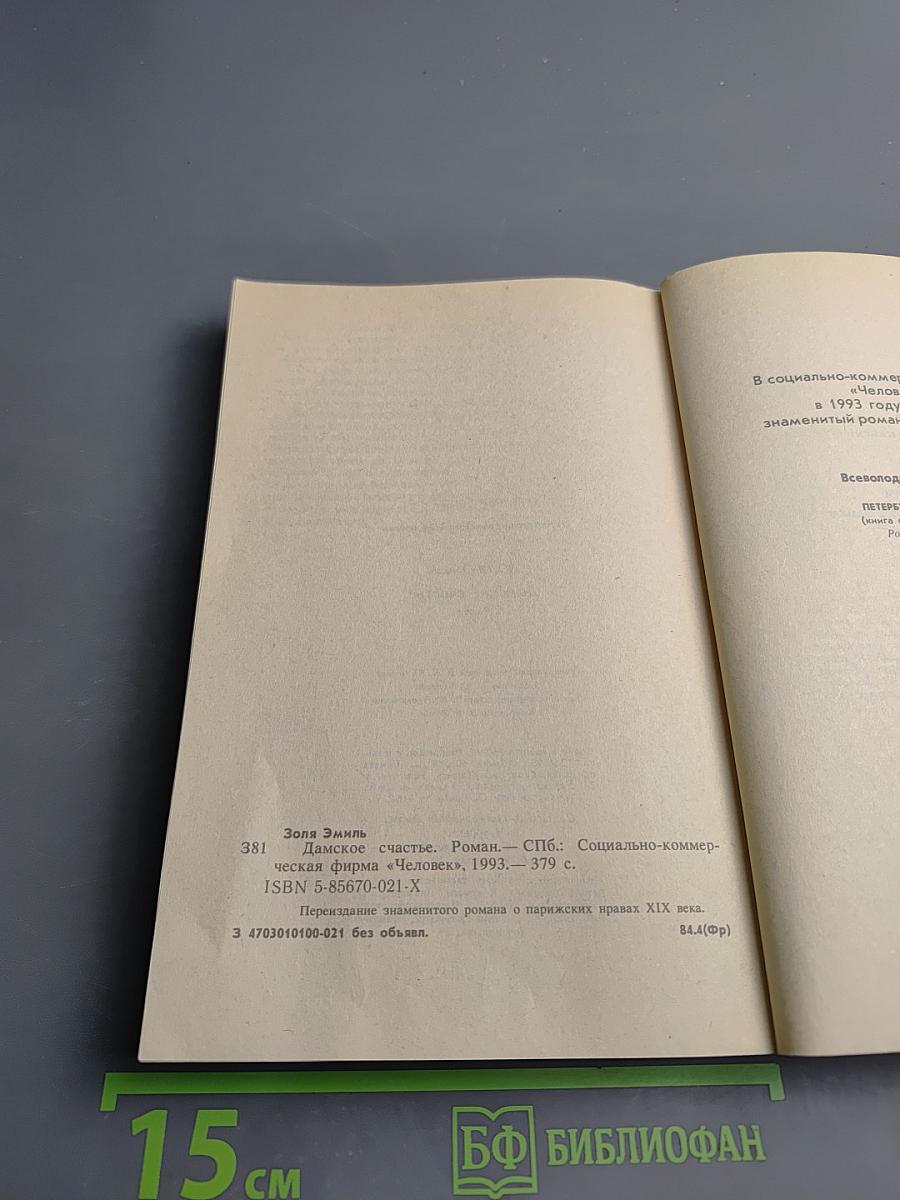 Золя Эмиль
З81 Дамское счастье. Роман.— СПб.: Социально-коммер-
ческая фирма «Человек», 1993.— 379 с.
ISBN 5-85670-021-X
Переиздание знаменитого романа о парижских нравах XIX века.
З 4703010100-021 без объявл. 84.4(Фр)
В социально-коммер
«Челов
в 1993 году
знаменитый роман
Всеволод
ПЕТЕРБ
(книга
Ро
15 см
БФ БИБЛИОФАН